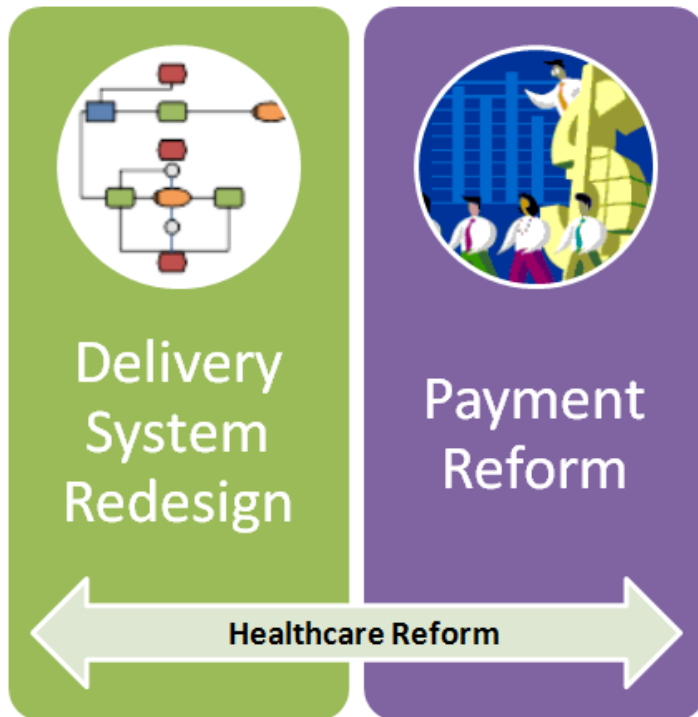 Delivery
System
Redesign
Payment
Reform
Healthcare Reform